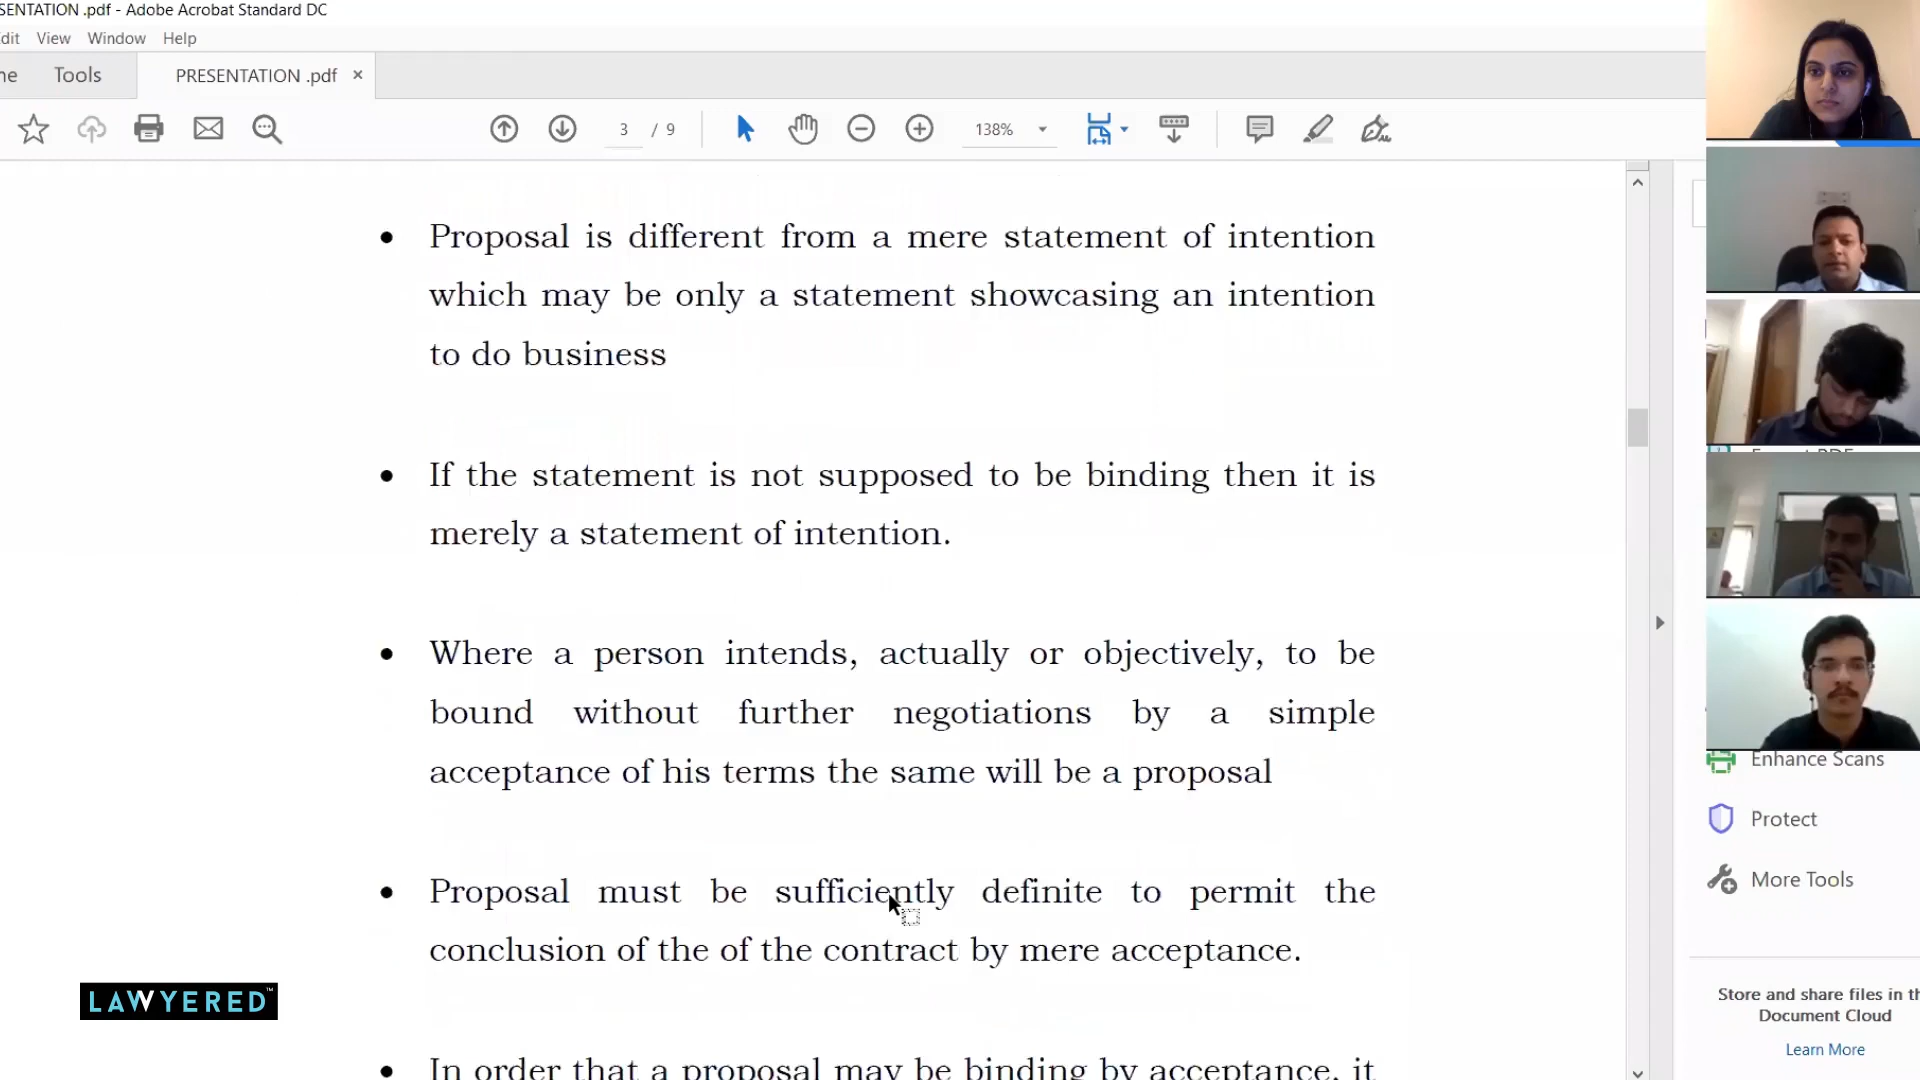 SENTATION .pdf - Adobe Acrobat Standard DC
dit View Window Help
ne Tools PRESENTATION .pdf ×
3 / 9 138%
• Proposal is different from a mere statement of intention
which may be only a statement showcasing an intention
to do business
• If the statement is not supposed to be binding then it is
merely a statement of intention.
• Where a person intends, actually or objectively, to be
bound without further negotiations by a simple
acceptance of his terms the same will be a proposal
• Proposal must be sufficiently definite to permit the
conclusion of the of the contract by mere acceptance.
• In order that a proposal may be binding by acceptance, it
LAWYERED™
Enhance Scans
Protect
More Tools
Store and share files in th
Document Cloud
Learn More